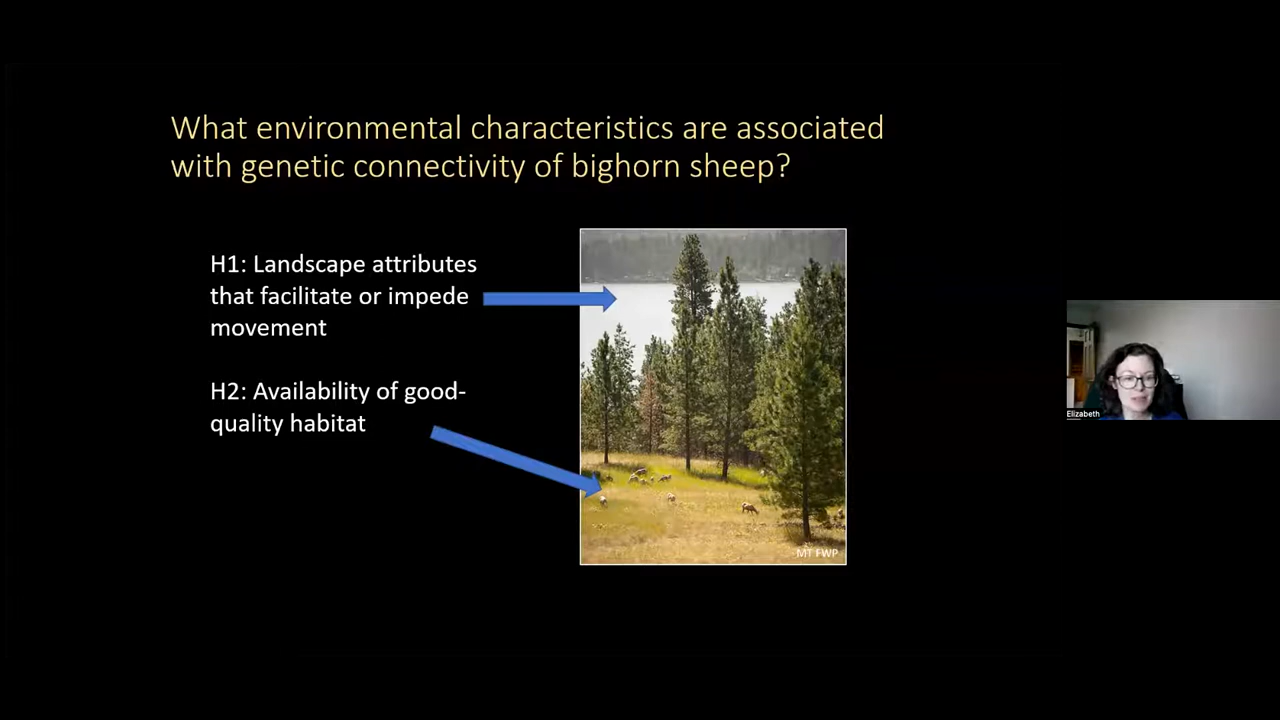 What environmental characteristics are associated
with genetic connectivity of bighorn sheep?
H1: Landscape attributes
that facilitate or impede
movement
H2: Availability of good-
quality habitat
MT FWP
Elizabeth